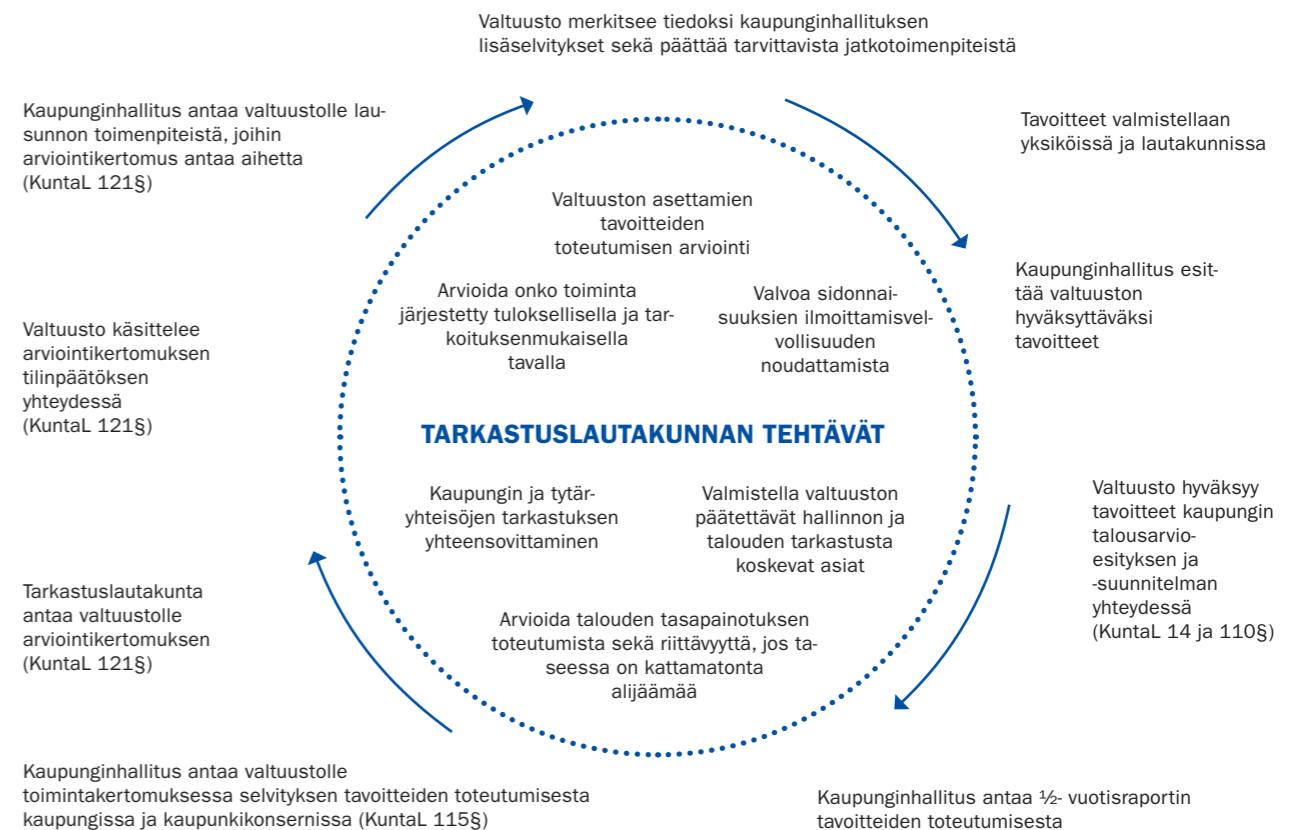 Valtuusto merkitsee tiedoksi kaupunginhallituksen
lisäselvitykset sekä päättää tarvittavista jatkotoimenpiteistä
Tavoitteet valmistellaan
yksiköissä ja lautakunnissa
Kaupunginhallitus esit-
tää valtuuston
hyväksyttäväksi
tavoitteet
Valtuusto hyväksyy
tavoitteet kaupungin
talousarvio-
esityksen ja
-suunnitelman
yhteydessä
(KuntaL 14 ja 110§)
Kaupunginhallitus antaa ½- vuotisraportin
tavoitteiden toteutumisesta
Kaupunginhallitus antaa valtuustolle
toimintakertomuksessa selvityksen tavoitteiden toteutumisesta
kaupungissa ja kaupunkikonsernissa (KuntaL 115§)
Tarkastuslautakunta
antaa valtuustolle
arviointikertomuksen
(KuntaL 121§)
Valtuusto käsittelee
arviointikertomuksen
tilinpäätöksen
yhteydessä
(KuntaL 121§)
Kaupunginhallitus antaa valtuustolle lau-
sunnon toimenpiteistä, joihin
arviointikertomus antaa aihetta
(KuntaL 121§)
Valtuuston asettamien
tavoitteiden
toteutumisen arviointi
Arvioida onko toiminta
järjestetty tuloksellisella ja tar-
koituksenmukaisella
tavalla
Valvoa sidonnai-
suuksien ilmoittamisvel-
vollisuuden
noudattamista
TARKASTUSLAUTAKUNNAN TEHTÄVÄT
Kaupungin ja tytär-
yhteisöjen tarkastuksen
yhteensovittaminen
Valmistella valtuuston
päätettävät hallinnon ja
talouden tarkastusta
koskevat asiat
Arvioida talouden tasapainotuksen
toteutumista sekä riittävyyttä, jos ta-
seessa on kattamatonta
alijäämää